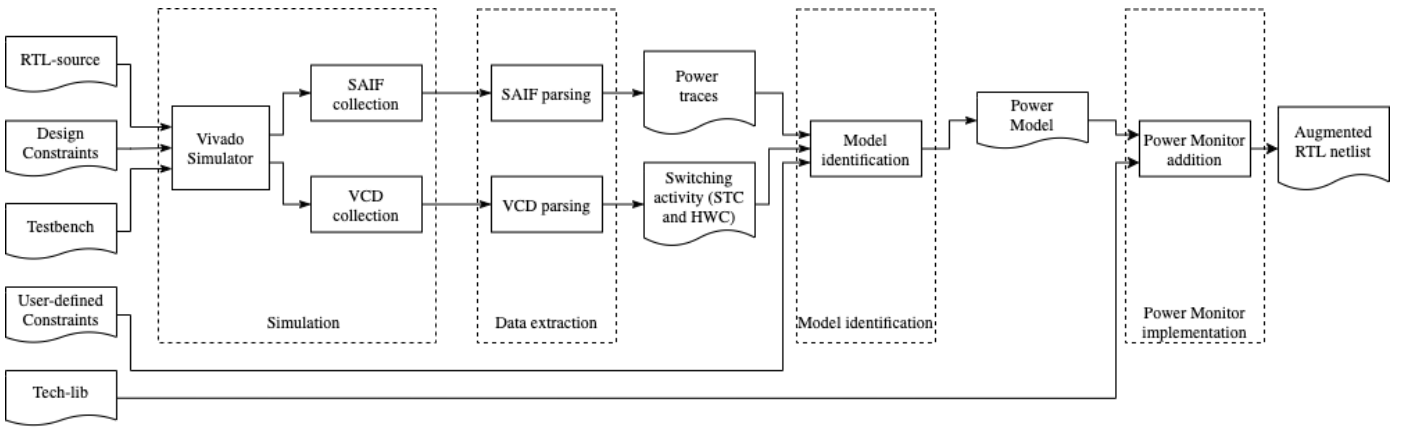 RTL-source
Design
Constraints
Testbench
User-defined
Constraints
Tech-lib
Vivado
Simulator
SAIF
collection
VCD
collection
Simulation
SAIF parsing
VCD parsing
Data extraction
Power
traces
Switching
activity (STC
and HWC)
Model
identification
Model identification
Power
Model
Power Monitor
addition
Power Monitor
implementation
Augmented
RTL netlist